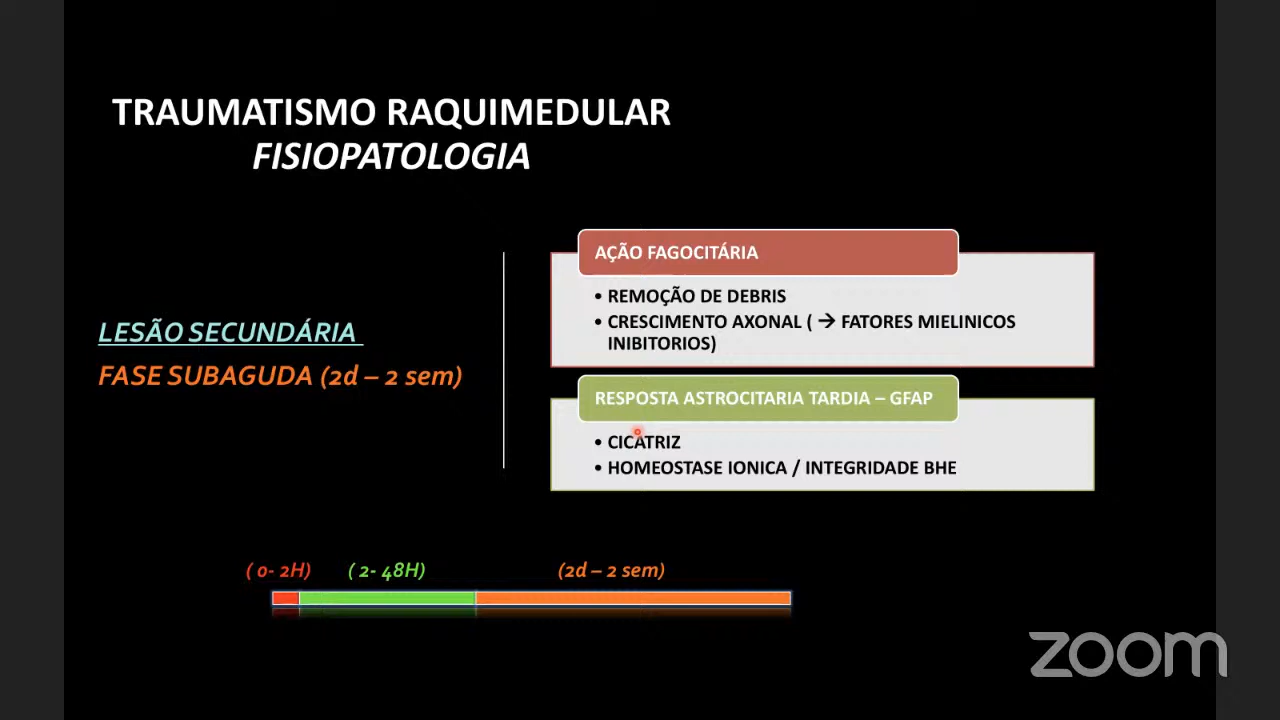 TRAUMATISMO RAQUIMEDULAR
FISIOPATOLOGIA
LESÃO SECUNDÁRIA
FASE SUBAGUDA (2d – 2 sem)
AÇÃO FAGOCITÁRIA
• REMOÇÃO DE DEBRIS
• CRESCIMENTO AXONAL ( → FATORES MIELINICOS
INIBITORIOS)
RESPOSTA ASTROCITARIA TARDIA – GFAP
• CICATRIZ
• HOMEOSTASE IONICA / INTEGRIDADE BHE
( 0- 2H)
( 2- 48H)
(2d – 2 sem)
zoom